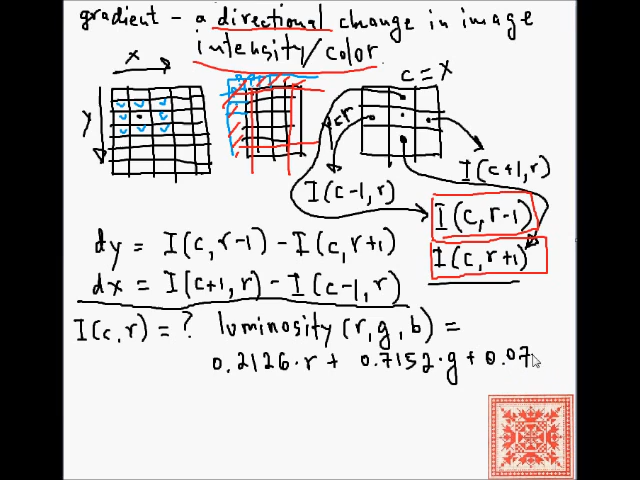 gradient - a directional change in image
intensity/color
x
c = x
y
y=r
I(c+1, r)
I(c-1, r)
I(c, r-1)
I(c, r+1)
dy = I(c, r-1) - I(c, r+1)
dx = I(c+1, r) - I(c-1, r)
I(c, r) = ? luminosity (r, g, b) =
0.2126·r + 0.7152·g + 0.07